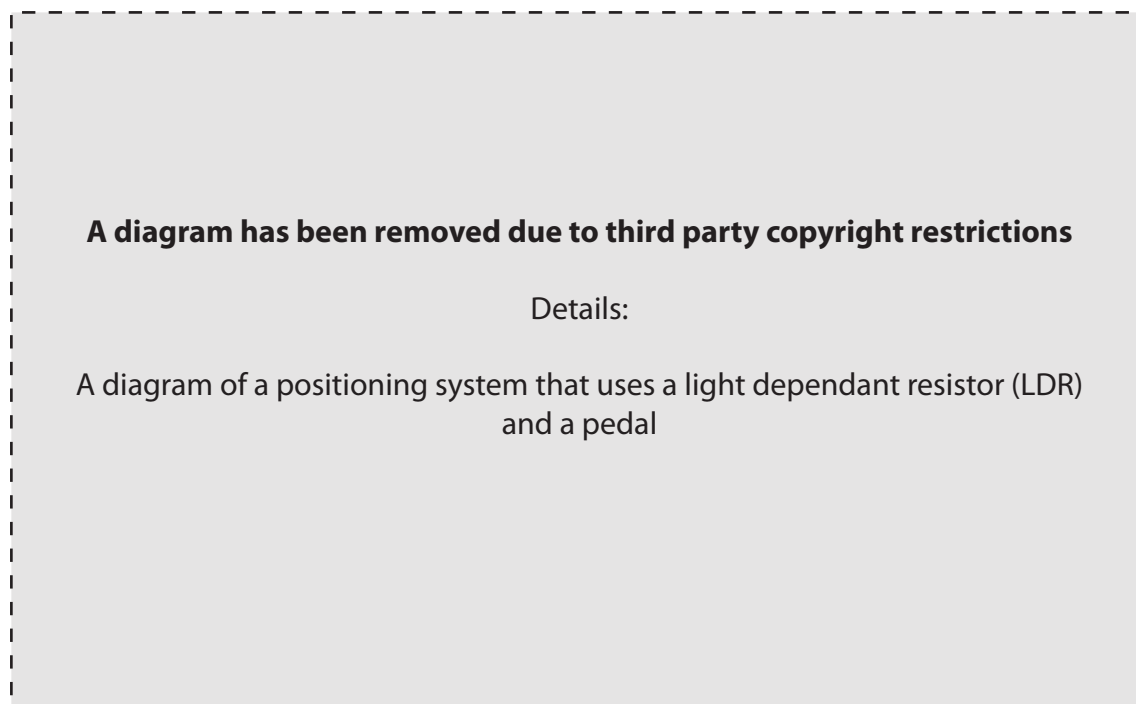 A diagram has been removed due to third party copyright restrictions
Details:
A diagram of a positioning system that uses a light dependant resistor (LDR)
and a pedal